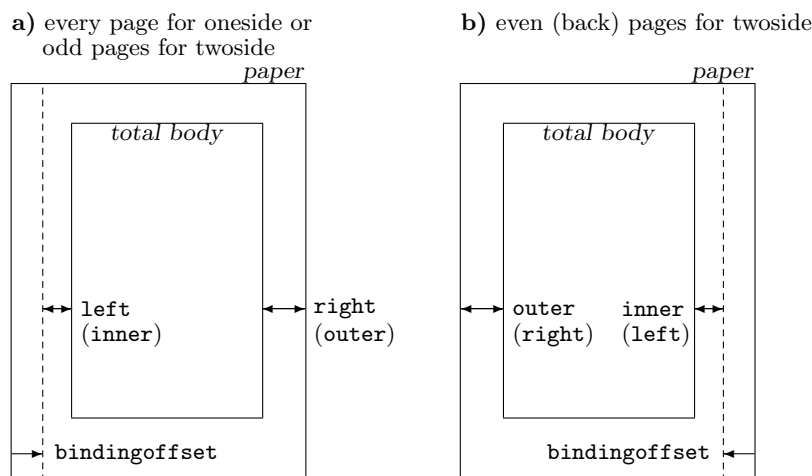 a) every page for oneside or
odd pages for twoside
paper
total body
left
(inner)
right
(outer)
bindingoffset
b) even (back) pages for twoside
paper
total body
outer
(right)
inner
(left)
bindingoffset